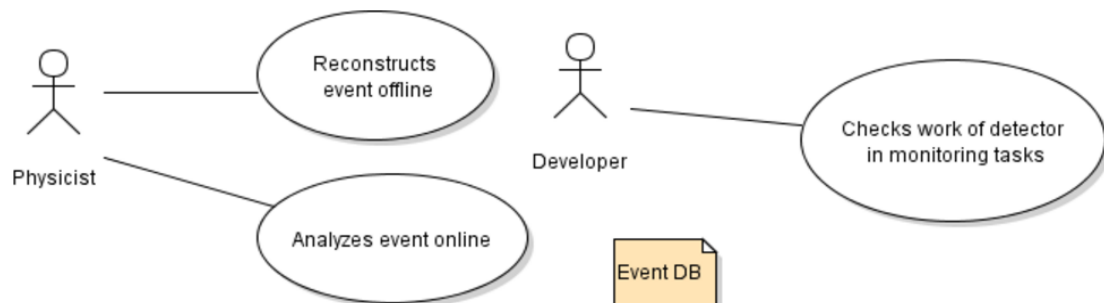 Reconstructs
event offline
Physicist
Analyzes event online
Developer
Checks work of detector
in monitoring tasks
Event DB